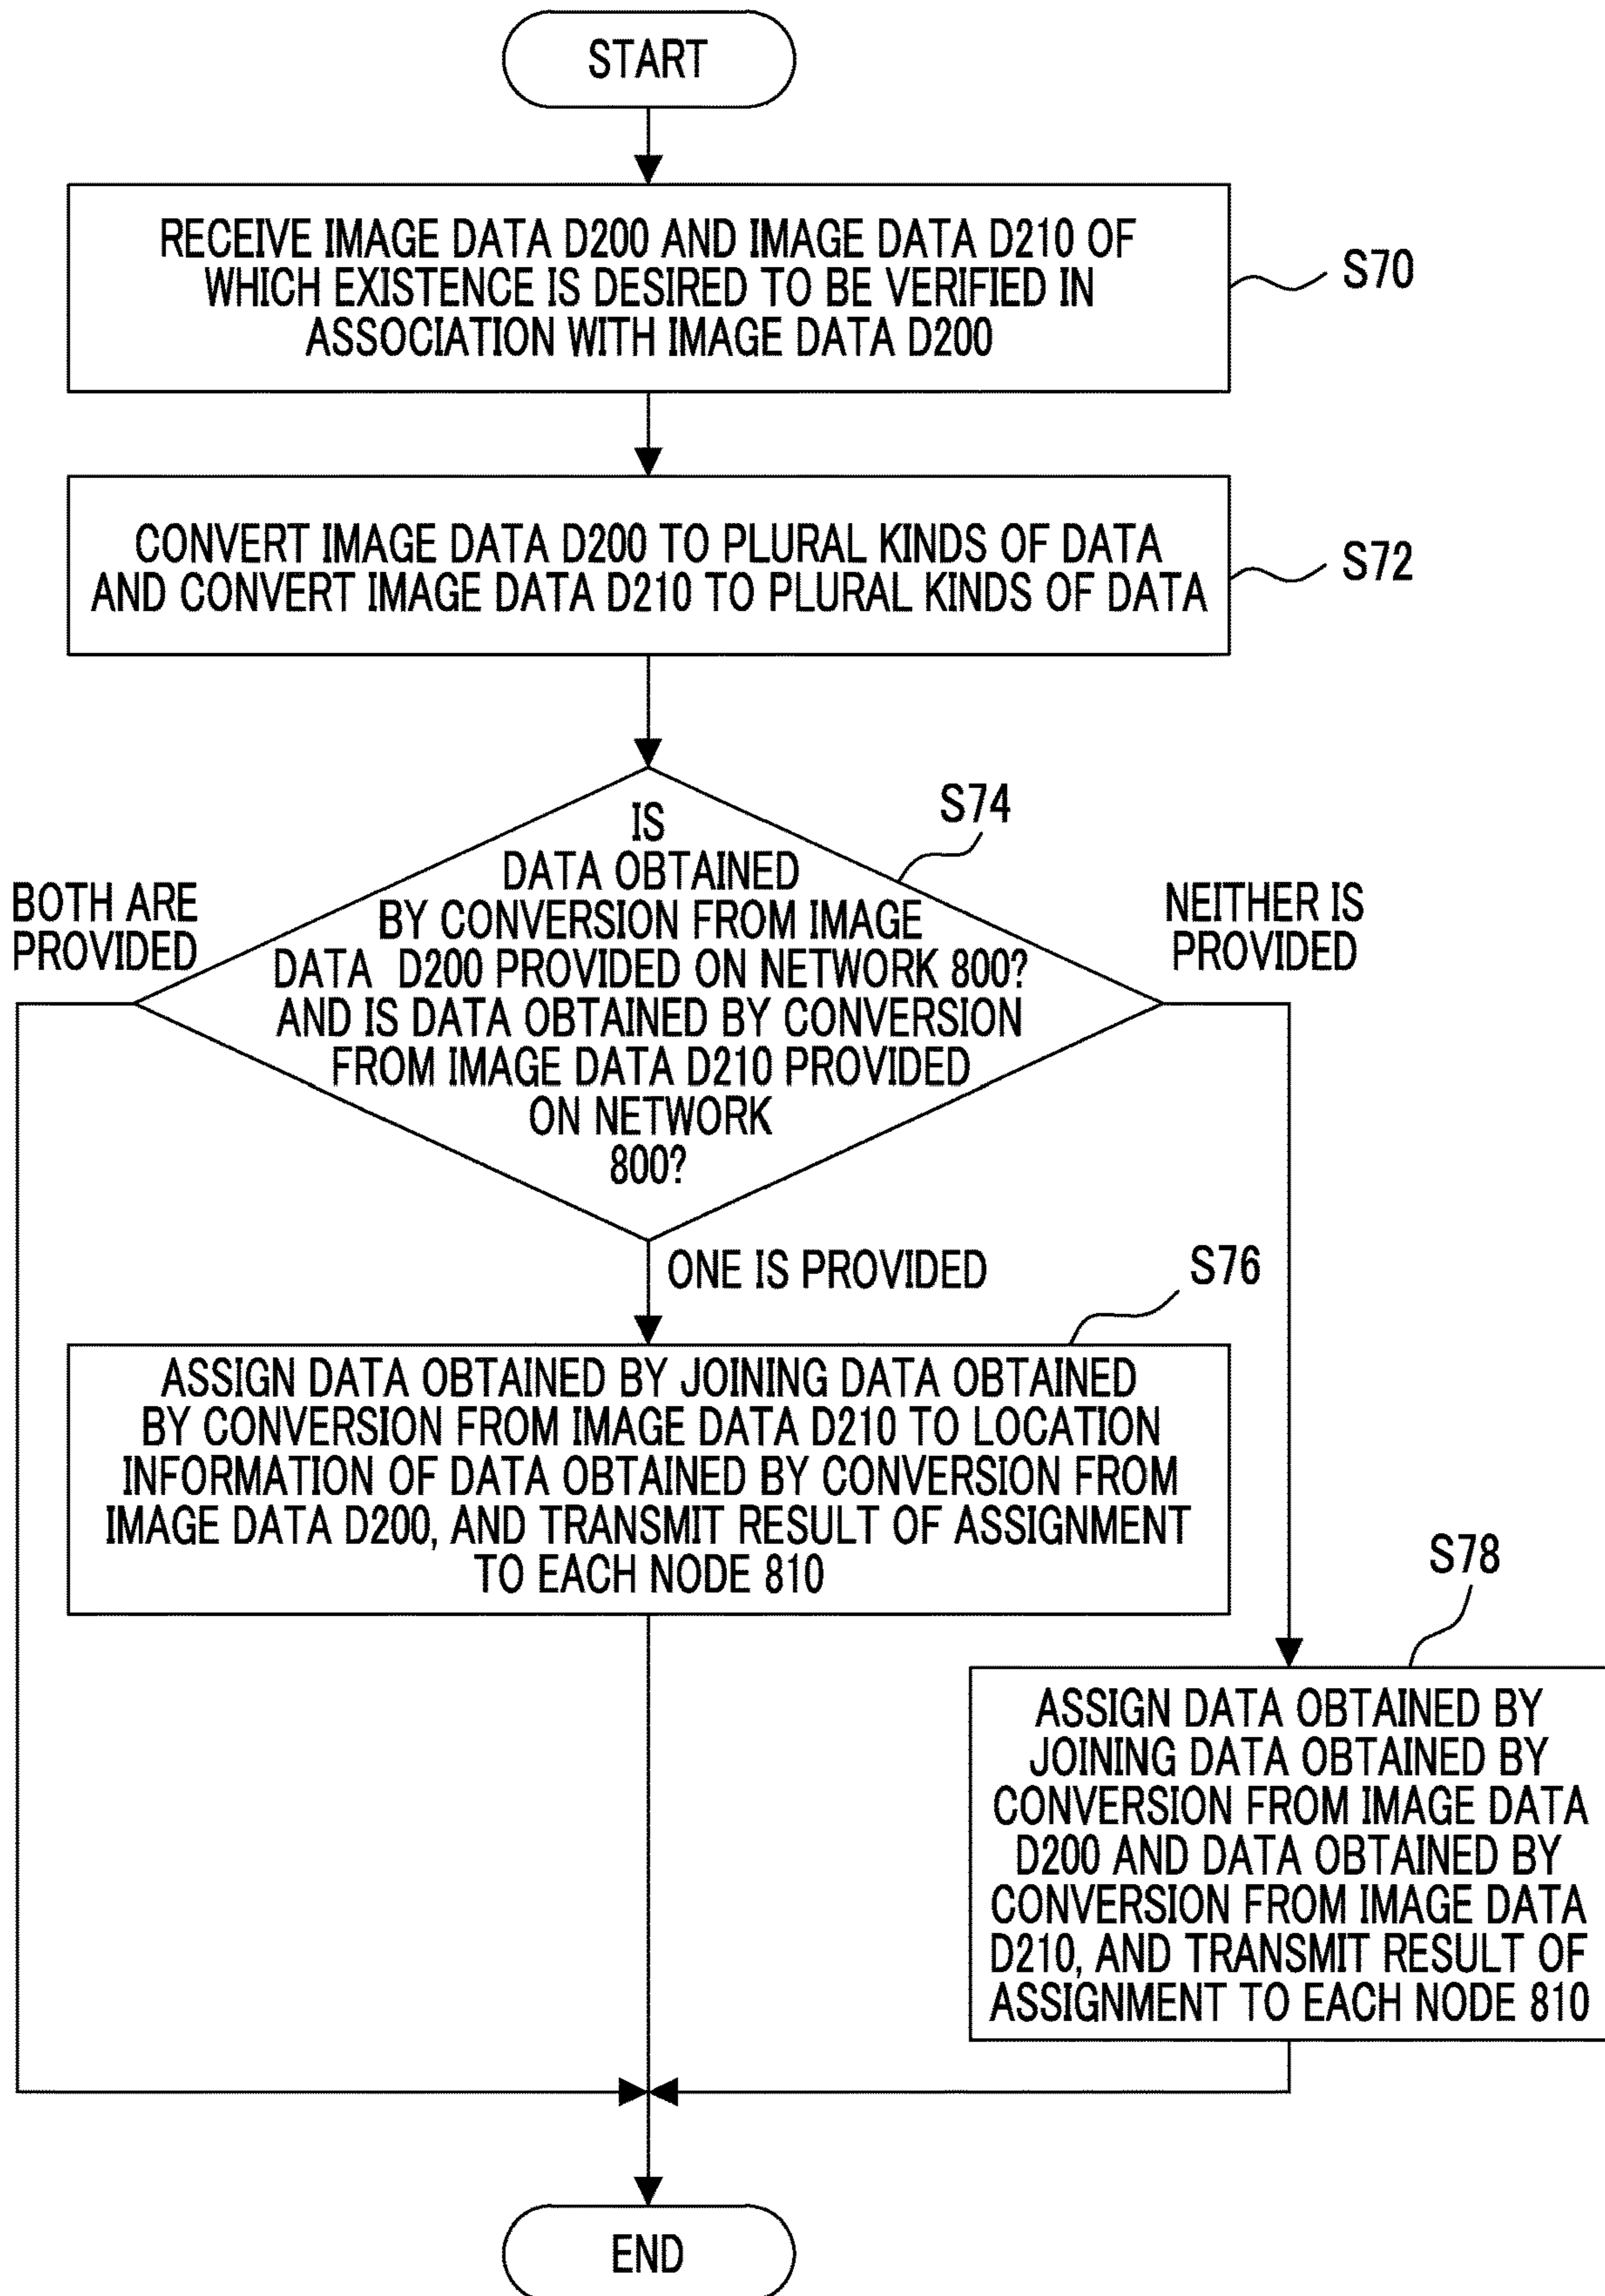 START
RECEIVE IMAGE DATA D200 AND IMAGE DATA D210 OF
WHICH EXISTENCE IS DESIRED TO BE VERIFIED IN
ASSOCIATION WITH IMAGE DATA D200
S70
CONVERT IMAGE DATA D200 TO PLURAL KINDS OF DATA
AND CONVERT IMAGE DATA D210 TO PLURAL KINDS OF DATA
S72
S74
IS
DATA OBTAINED
BY CONVERSION FROM IMAGE
DATA D200 PROVIDED ON NETWORK 800?
AND IS DATA OBTAINED BY CONVERSION
FROM IMAGE DATA D210 PROVIDED
ON NETWORK
800?
BOTH ARE
PROVIDED
NEITHER IS
PROVIDED
ONE IS PROVIDED
S76
ASSIGN DATA OBTAINED BY JOINING DATA OBTAINED
BY CONVERSION FROM IMAGE DATA D210 TO LOCATION
INFORMATION OF DATA OBTAINED BY CONVERSION FROM
IMAGE DATA D200, AND TRANSMIT RESULT OF ASSIGNMENT
TO EACH NODE 810
S78
ASSIGN DATA OBTAINED BY
JOINING DATA OBTAINED BY
CONVERSION FROM IMAGE DATA
D200 AND DATA OBTAINED BY
CONVERSION FROM IMAGE DATA
D210, AND TRANSMIT RESULT OF
ASSIGNMENT TO EACH NODE 810
END